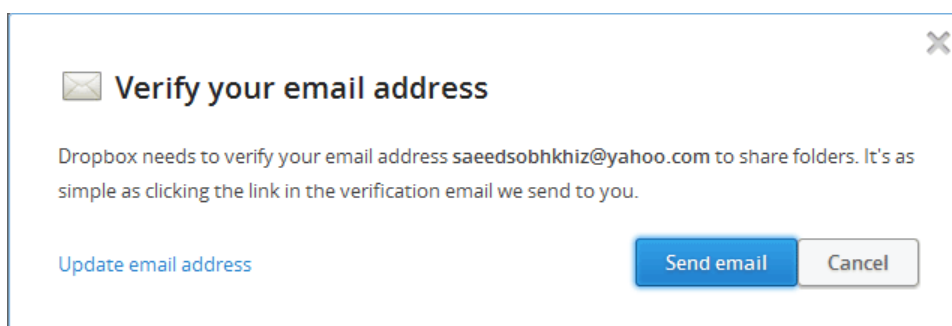 Verify your email address
Dropbox needs to verify your email address saeedsobhkhiz@yahoo.com to share folders. It's as
simple as clicking the link in the verification email we send to you.
Update email address
Send email
Cancel